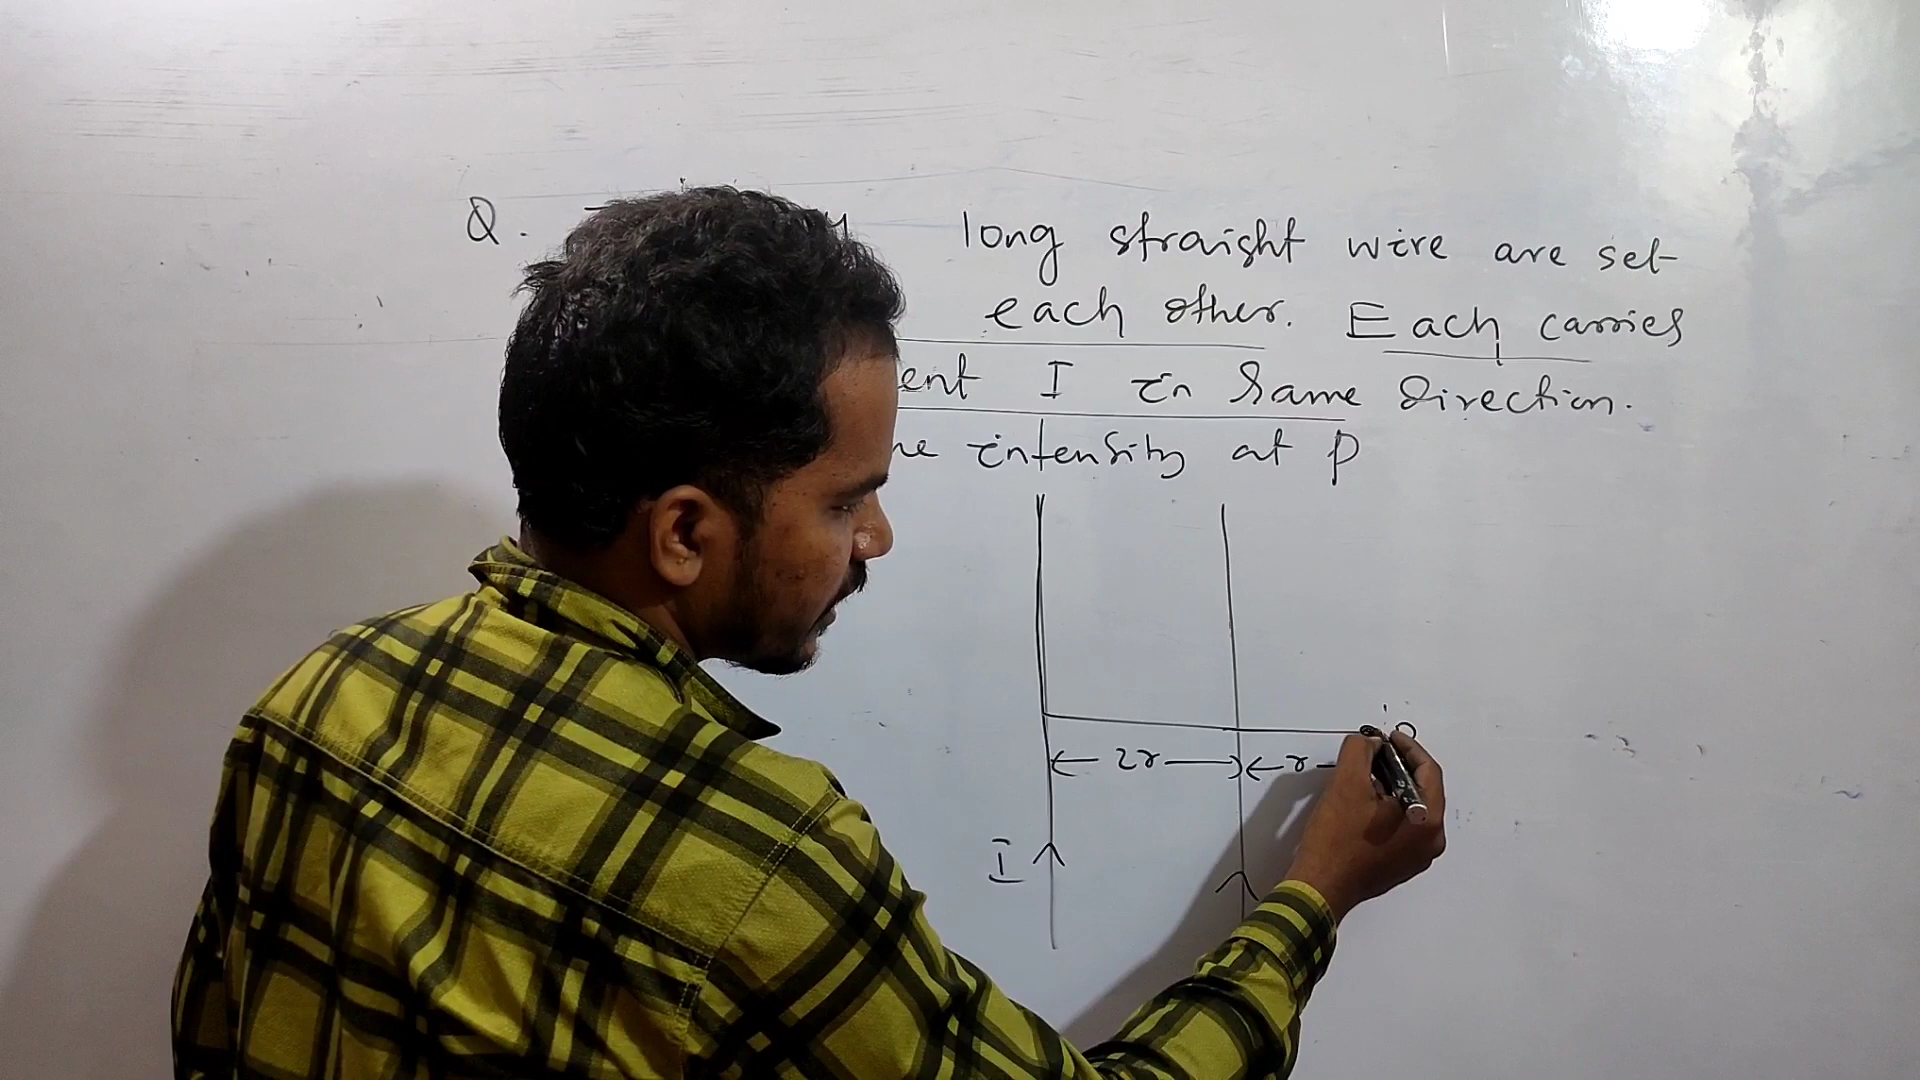 Q. long straight wire are set
each other. Each carries
ent I in same direction.
intensity at P
2r r
I